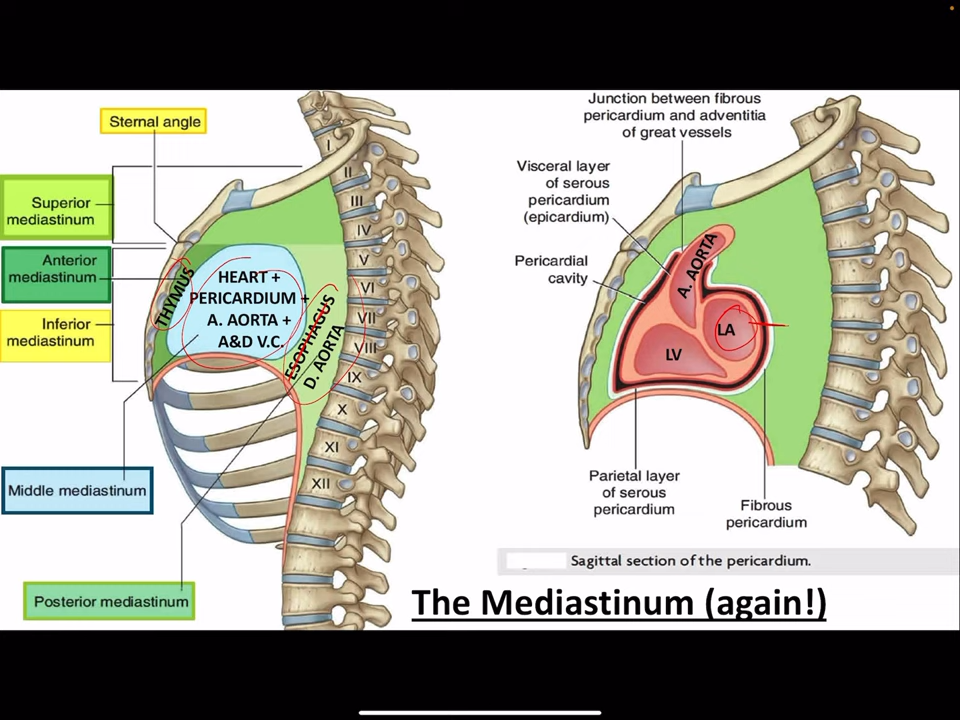 Sternal angle
Superior
mediastinum
Anterior
mediastinum
Inferior
mediastinum
Middle mediastinum
Posterior mediastinum
THYMUS
HEART +
PERICARDIUM +
A. AORTA +
A&D V.C.
ESOPHAGUS
D. AORTA
I
II
III
IV
V
VI
VII
VIII
IX
X
XI
XII
Junction between fibrous
pericardium and adventitia
of great vessels
Visceral layer
of serous
pericardium
(epicardium)
Pericardial
cavity
A. AORTA
LA
LV
Parietal layer
of serous
pericardium
Fibrous
pericardium
Sagittal section of the pericardium.
The Mediastinum (again!)